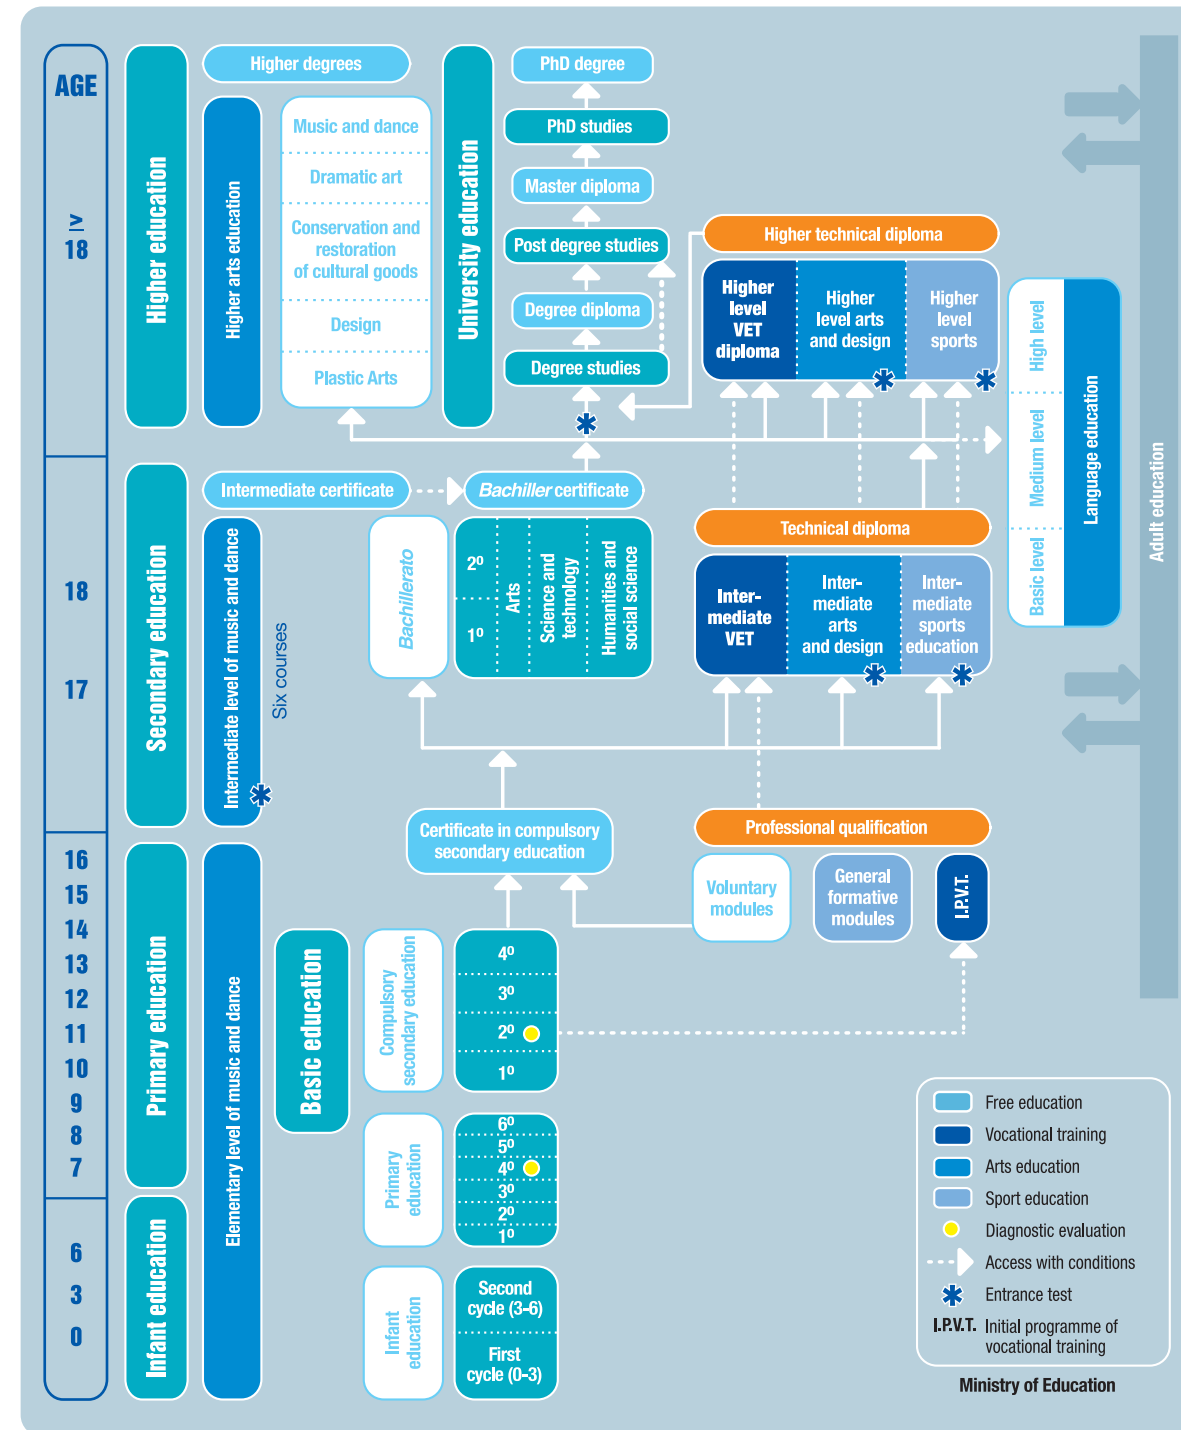 AGE
≥
18
18
17
16
15
14
13
12
11
10
9
8
7
6
3
0
Higher education
Secondary education
Primary education
Infant education
Higher degrees
Higher arts education
Music and dance
Dramatic art
Conservation and
restoration
of cultural goods
Design
Plastic Arts
University education
PhD degree
PhD studies
Master diploma
Post degree studies
Degree diploma
Degree studies
Higher technical diploma
Higher
level
VET
diploma
Higher
level arts
and design
Higher
level
sports
High level
Medium level
Basic level
Language education
Adult education
Intermediate certificate
Bachiller certificate
Intermediate level of music and dance
Six courses
Bachillerato
2º
1º
Arts
Science and
technology
Humanities and
social science
Technical diploma
Inter-
mediate
VET
Inter-
mediate
arts
and design
Inter-
mediate
sports
education
Certificate in compulsory
secondary education
Professional qualification
Voluntary
modules
General
formative
modules
I.P.V.T.
Elementary level of music and dance
Basic education
Compulsory
secondary education
4º
3º
2º
1º
Primary
education
6º
5º
4º
3º
2º
1º
Infant
education
Second
cycle (3-6)
First
cycle (0-3)
Free education
Vocational training
Arts education
Sport education
Diagnostic evaluation
Access with conditions
Entrance test
I.P.V.T. Initial programme of
vocational training
Ministry of Education